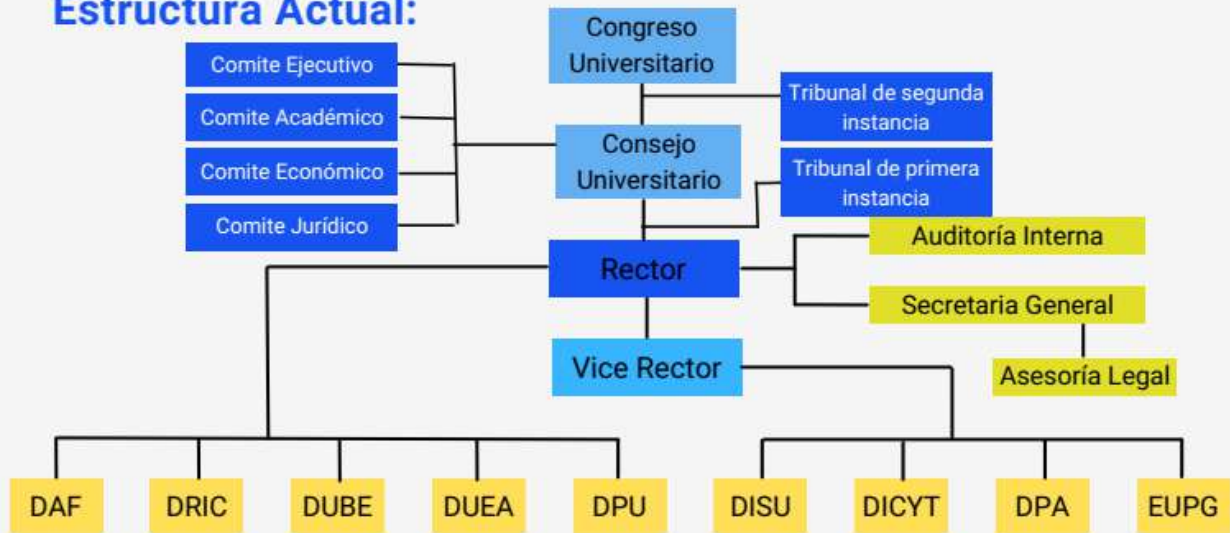 Estructura Actual:
Congreso
Universitario
Comite Ejecutivo
Comite Académico
Comite Económico
Comite Jurídico
Tribunal de segunda
instancia
Consejo
Universitario
Tribunal de primera
instancia
Rector
Auditoría Interna
Secretaria General
Asesoría Legal
Vice Rector
DAF
DRIC
DUBE
DUEA
DPU
DISU
DICYT
DPA
EUPG